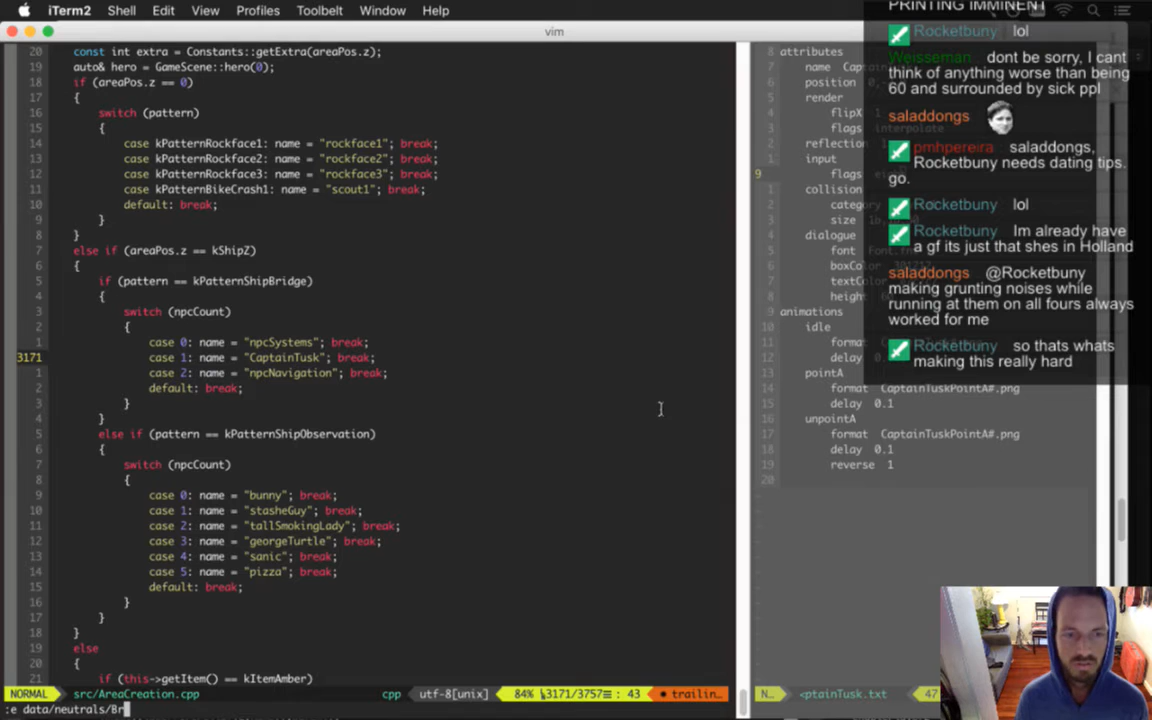 iTerm2 Shell Edit View Profiles Toolbelt Window Help
vim
20 const int extra = Constants::getExtra(areaPos.z);
19 auto& hero = GameScene::hero(0);
18 if (areaPos.z == 0)
17 {
16 switch (pattern)
15 {
14 case kPatternRockface1: name = "rockface1"; break;
13 case kPatternRockface2: name = "rockface2"; break;
12 case kPatternRockface3: name = "rockface3"; break;
11 case kPatternBikeCrash1: name = "scout1"; break;
10 default: break;
9 }
8 }
7 else if (areaPos.z == kShipZ)
6 {
5 if (pattern == kPatternShipBridge)
4 {
3 switch (npcCount)
2 {
1 case 0: name = "npcSystems"; break;
3171 case 1: name = "CaptainTusk"; break;
1 case 2: name = "npcNavigation"; break;
2 default: break;
3 }
4 }
5 else if (pattern == kPatternShipObservation)
6 {
7 switch (npcCount)
8 {
9 case 0: name = "bunny"; break;
10 case 1: name = "stasheGuy"; break;
11 case 2: name = "tallSmokingLady"; break;
12 case 3: name = "georgeTurtle"; break;
13 case 4: name = "sanic"; break;
14 case 5: name = "pizza"; break;
15 default: break;
16 }
17 }
18 }
19 else
20 {
21 if (this->getItem() == kItemAmber)
NORMAL src/AreaCreation.cpp cpp utf-8[unix] 84% 3171/3757 : 43 trailin…
:e data/neutrals/Br
8 attributes
7 name Capt
6 position 0,
5 render
4 flipX 1
3 flags interpolate
2 reflection
1 input
9 flags
1 collision
2 category
3 size
4 dialogue
5 font Font.
6 boxColor
7 textColor
8 height
9 animations
10 idle
11 format
12 delay
13 pointA
14 format CaptainTuskPointA#.png
15 delay 0.1
16 unpointA
17 format CaptainTuskPointA#.png
18 delay 0.1
19 reverse 1
20
N… <ptainTusk.txt 47
PRINTING IMMINENT
Rocketbuny lol
Weisseman dont be sorry, I cant
think of anything worse than being
60 and surrounded by sick ppl
saladdongs
pmhpereira saladdongs,
Rocketbuny needs dating tips.
go.
Rocketbuny lol
Rocketbuny Im already have
a gf its just that shes in Holland
saladdongs @Rocketbuny
making grunting noises while
running at them on all fours always
worked for me
Rocketbuny so thats whats
making this really hard